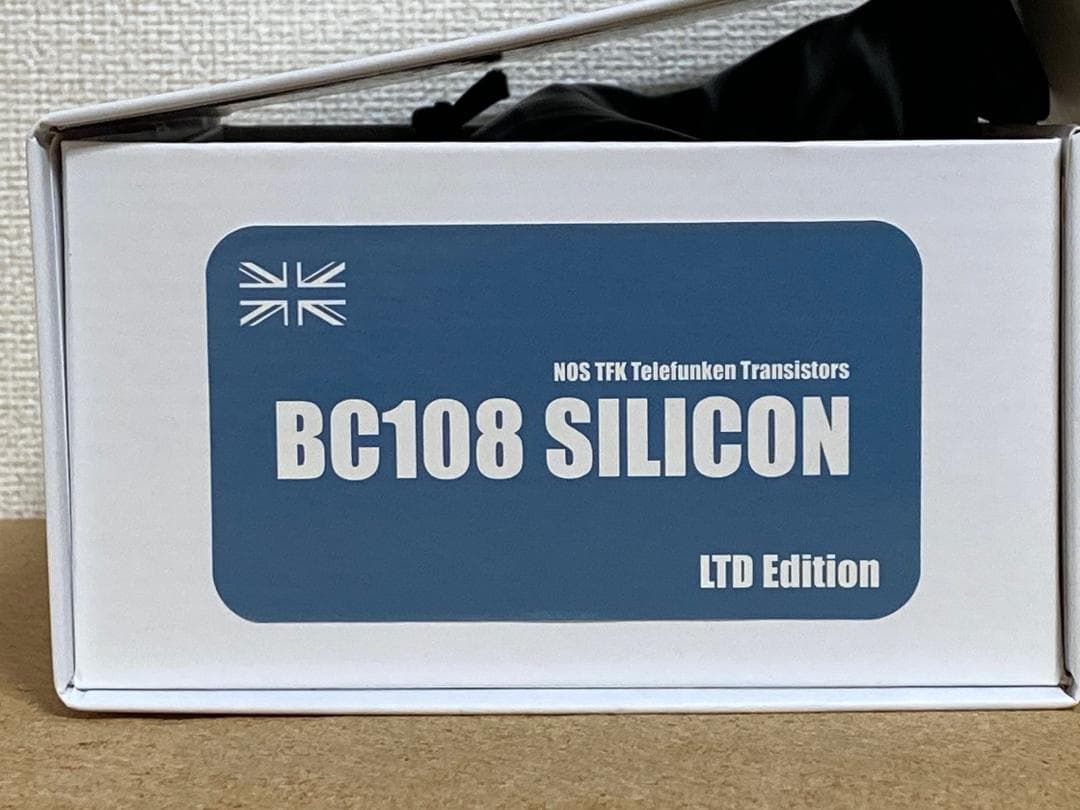 NOS TFK Telefunken Transistors
BC108 SILICON
LTD Edition